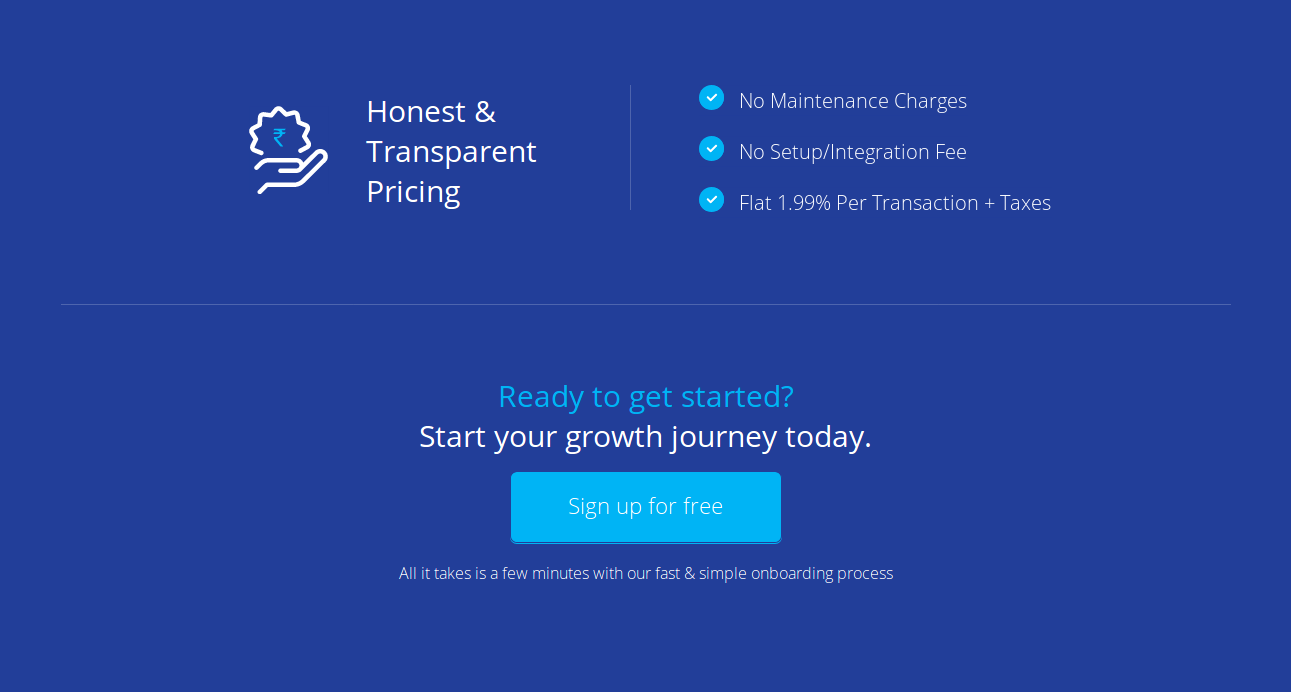 ₹
Honest &
Transparent
Pricing
No Maintenance Charges
No Setup/Integration Fee
Flat 1.99% Per Transaction + Taxes
Ready to get started?
Start your growth journey today.
Sign up for free
All it takes is a few minutes with our fast & simple onboarding process